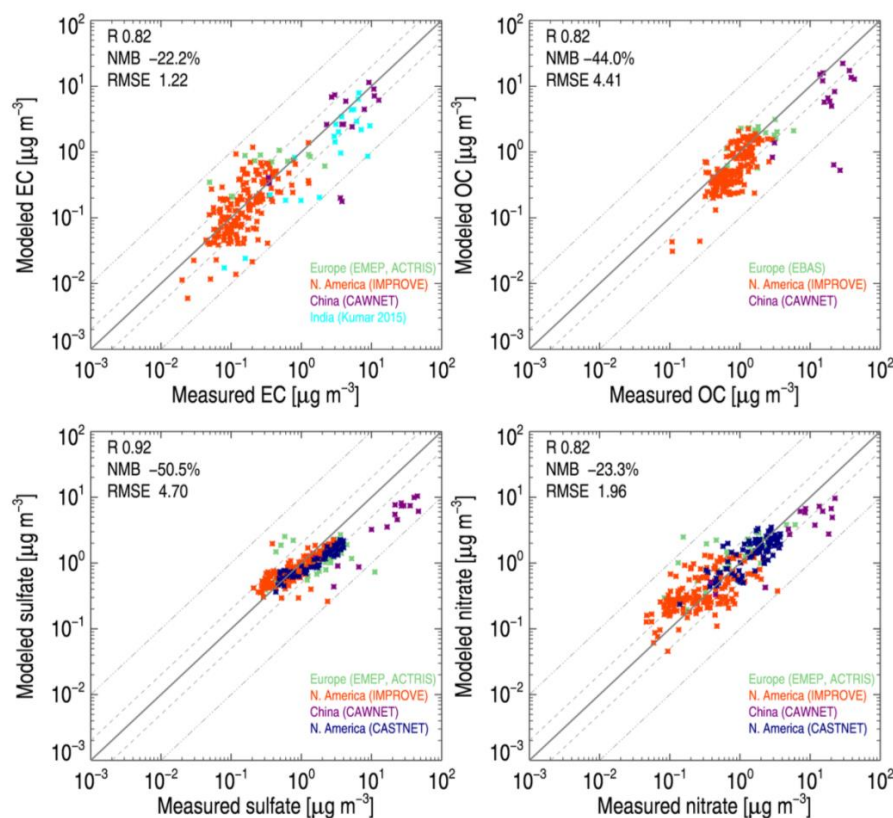 R 0.82
NMB −22.2%
RMSE 1.22
10²
10¹
10⁰
10⁻¹
10⁻²
10⁻³
Modeled EC [μg m⁻³]
Europe (EMEP, ACTRIS)
N. America (IMPROVE)
China (CAWNET)
India (Kumar 2015)
10⁻³ 10⁻² 10⁻¹ 10⁰ 10¹ 10²
Measured EC [μg m⁻³]
R 0.82
NMB −44.0%
RMSE 4.41
10²
10¹
10⁰
10⁻¹
10⁻²
10⁻³
Modeled OC [μg m⁻³]
Europe (EBAS)
N. America (IMPROVE)
China (CAWNET)
10⁻³ 10⁻² 10⁻¹ 10⁰ 10¹ 10²
Measured OC [μg m⁻³]
R 0.92
NMB −50.5%
RMSE 4.70
10²
10¹
10⁰
10⁻¹
10⁻²
10⁻³
Modeled sulfate [μg m⁻³]
Europe (EMEP, ACTRIS)
N. America (IMPROVE)
China (CAWNET)
N. America (CASTNET)
10⁻³ 10⁻² 10⁻¹ 10⁰ 10¹ 10²
Measured sulfate [μg m⁻³]
R 0.82
NMB −23.3%
RMSE 1.96
10²
10¹
10⁰
10⁻¹
10⁻²
10⁻³
Modeled nitrate [μg m⁻³]
Europe (EMEP, ACTRIS)
N. America (IMPROVE)
China (CAWNET)
N. America (CASTNET)
10⁻³ 10⁻² 10⁻¹ 10⁰ 10¹ 10²
Measured nitrate [μg m⁻³]